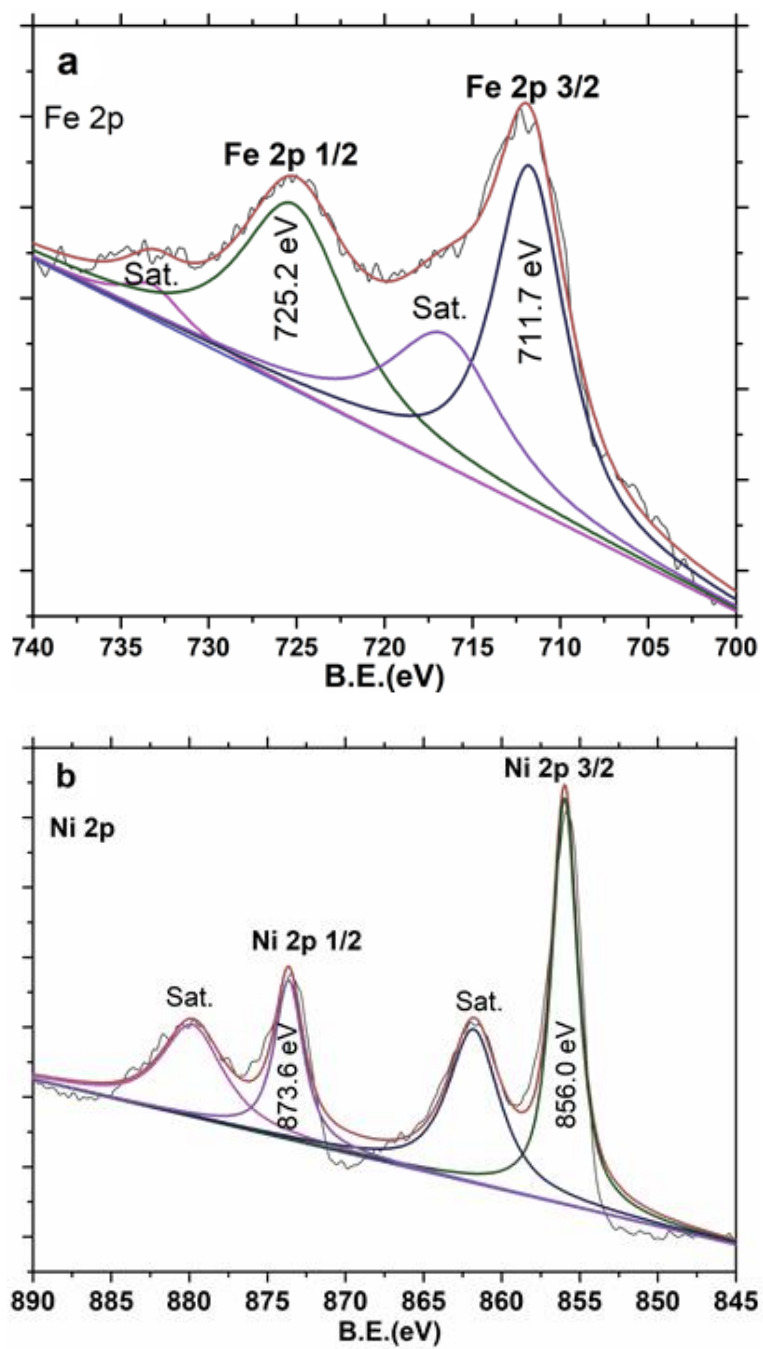 a
Fe 2p 3/2
Fe 2p
Fe 2p 1/2
Sat.
725.2 eV
Sat.
711.7 eV
740 735 730 725 720 715 710 705 700
B.E.(eV)
b
Ni 2p 3/2
Ni 2p
Ni 2p 1/2
Sat.
873.6 eV
Sat.
856.0 eV
890 885 880 875 870 865 860 855 850 845
B.E.(eV)